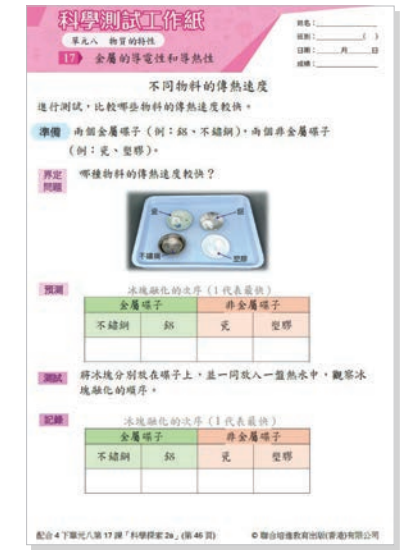 科學測試工作紙
單元八 物質的特性
17 金屬的導電性和導熱性
姓名:
班別: ( )
日期: 月 日
成績:
不同物料的傳熱速度
進行測試,比較哪些物料的傳熱速度較快。
準備 兩個金屬碟子(例:鋁、不鏽鋼),兩個非金屬碟子
(例:瓷、塑膠)。
界定問題 哪種物料的傳熱速度較快?
不鏽鋼
塑膠
預測 冰塊融化的次序(1代表最快)
金屬碟子 非金屬碟子
不鏽鋼 鋁 瓷 塑膠
測試 將冰塊分別放在碟子上,並一同放入一盤熱水中,觀察冰
塊融化的順序。
記錄 冰塊融化的次序(1代表最快)
金屬碟子 非金屬碟子
不鏽鋼 鋁 瓷 塑膠
配合4下單元八第17課「科學探索2a」(第46頁) © 聯合培進教育出版(香港)有限公司